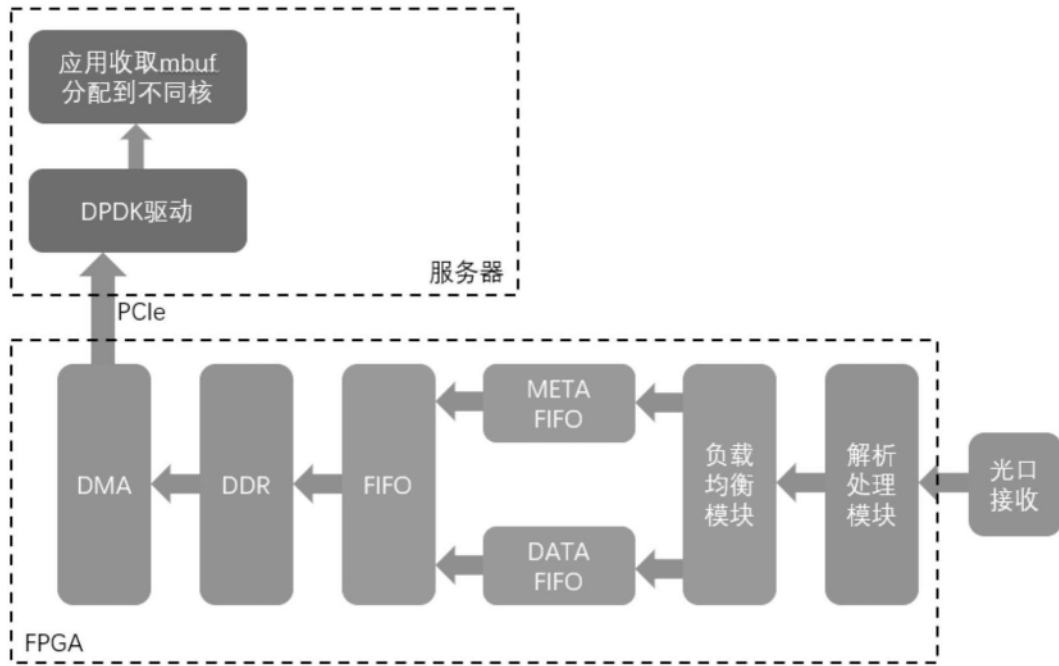 应用收取mbuf
分配到不同核
DPDK驱动
服务器
PCIe
DMA
DDR
FIFO
META
FIFO
DATA
FIFO
负载
均衡
模块
解析
处理
模块
光口
接收
FPGA